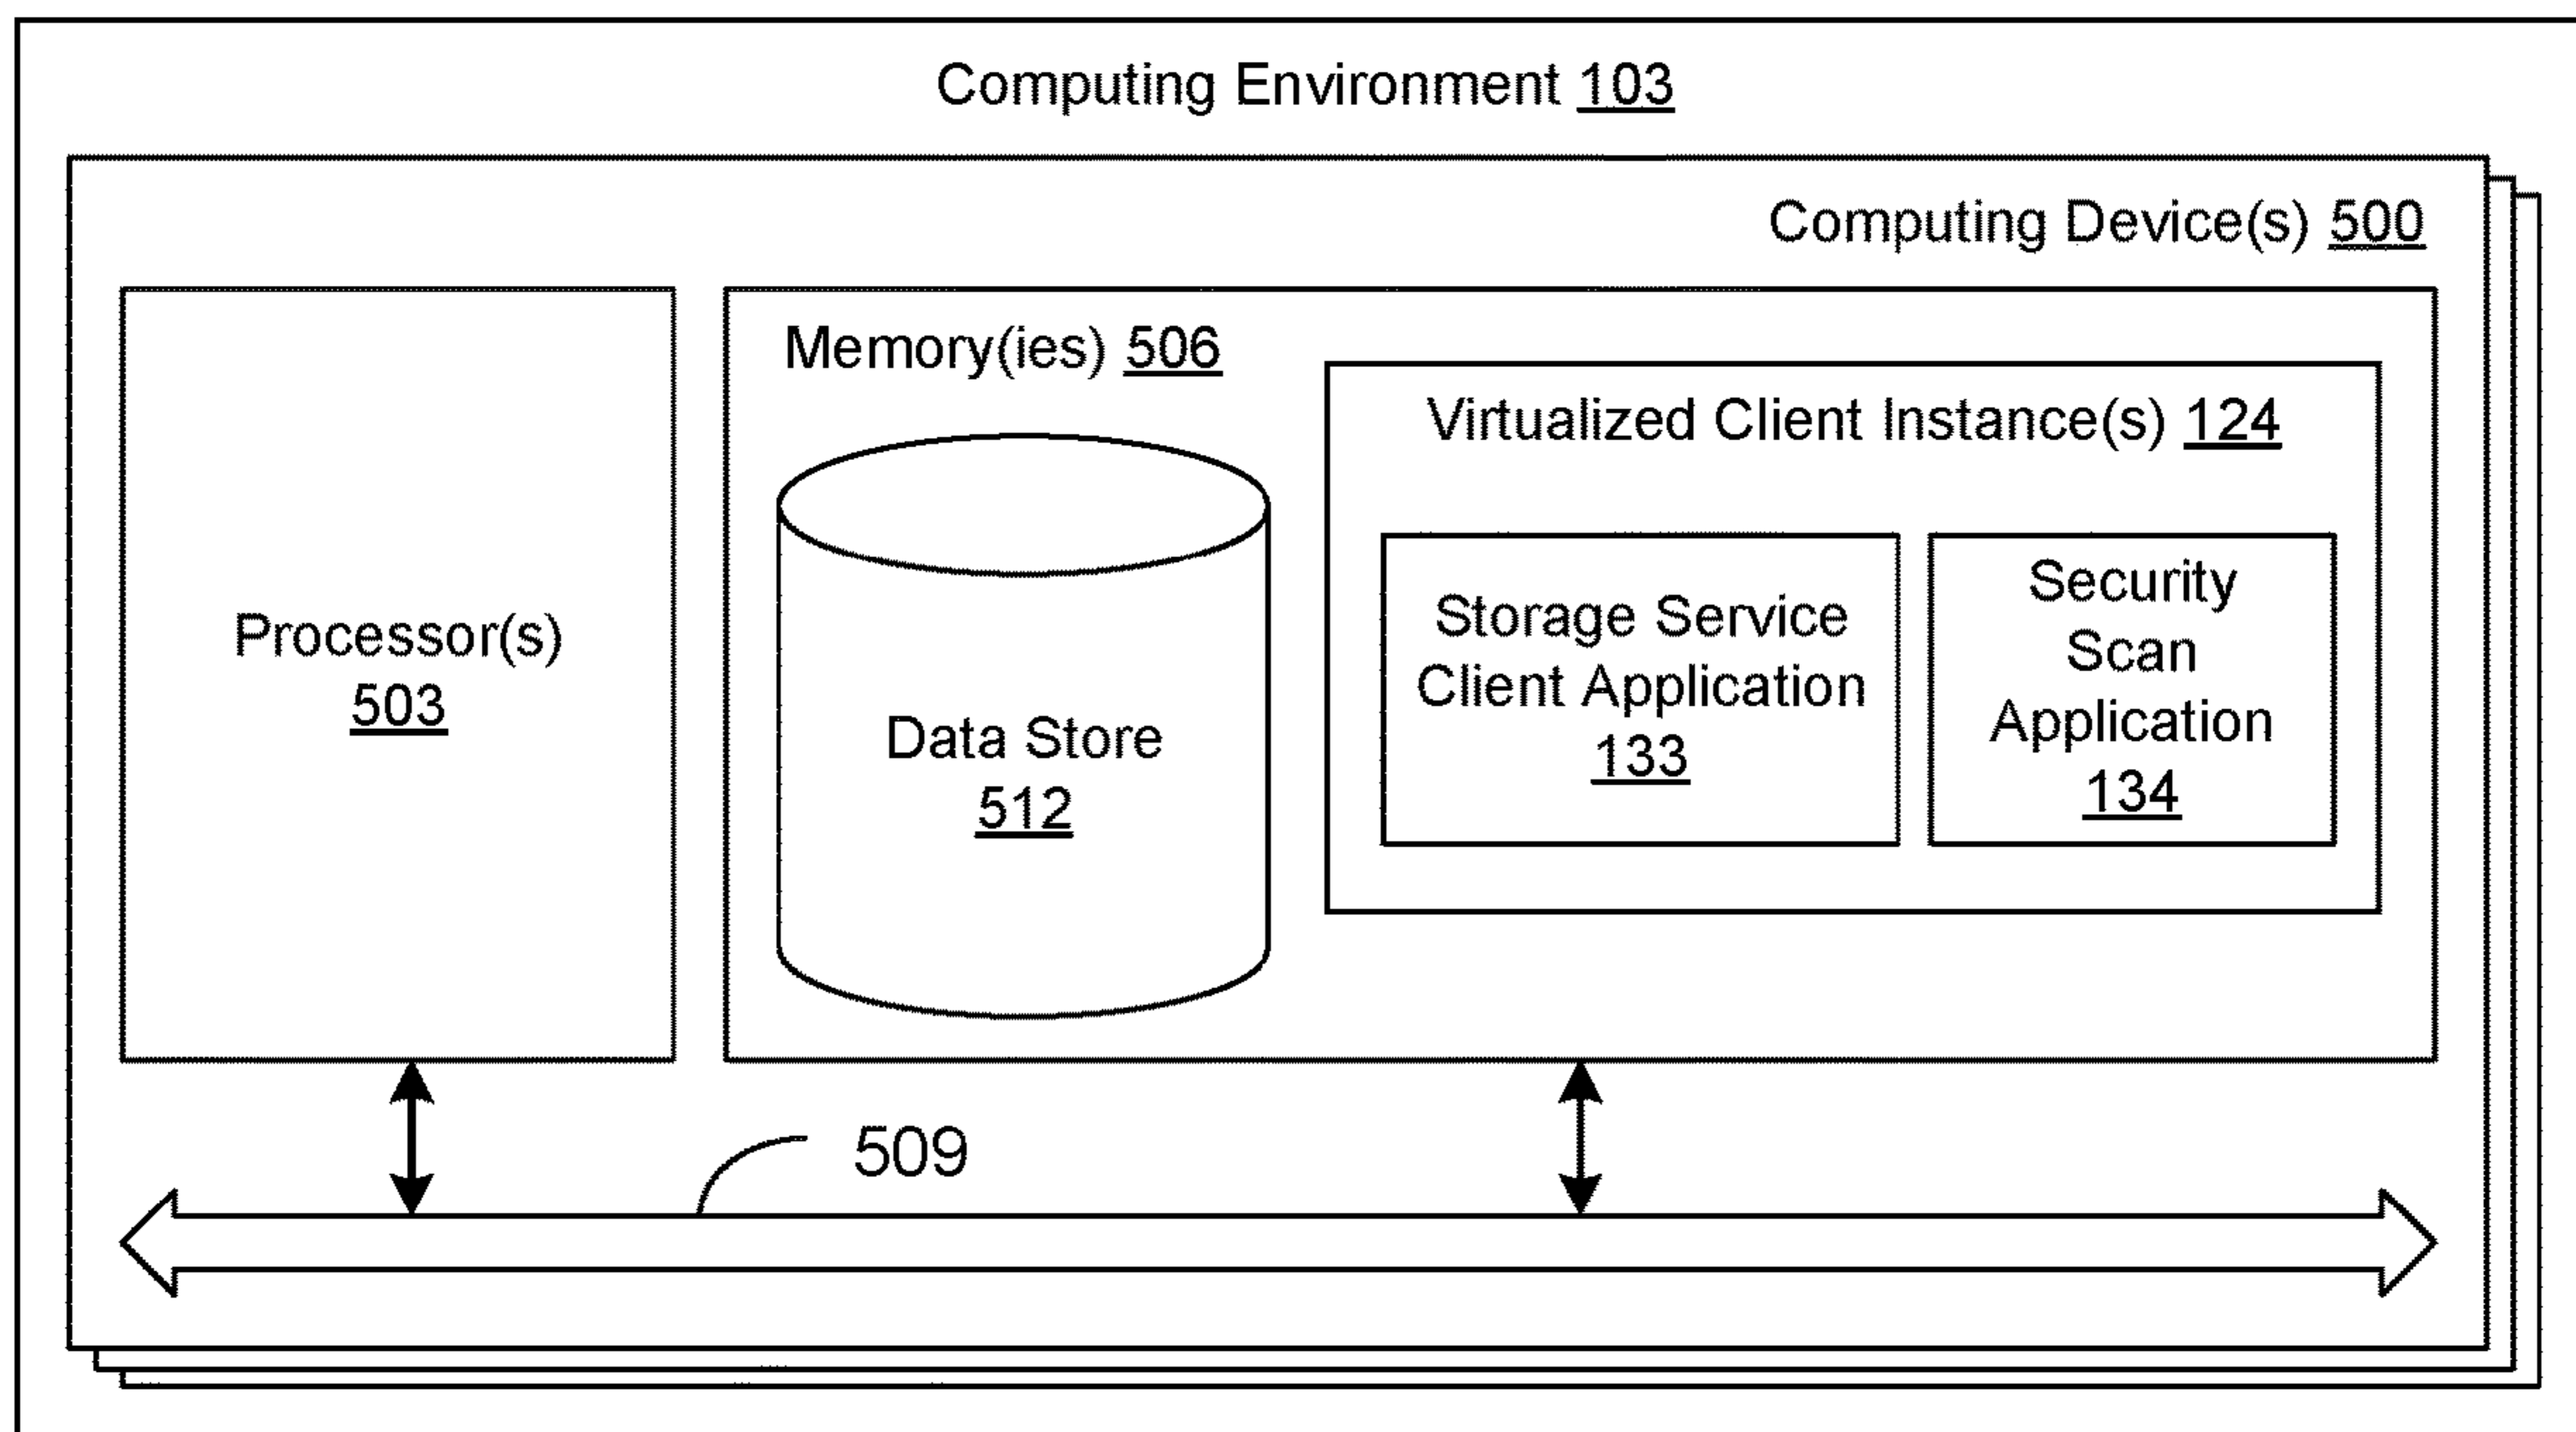 Computing Environment 103
Computing Device(s) 500
Processor(s)
503
Memory(ies) 506
Data Store
512
Virtualized Client Instance(s) 124
Storage Service
Client Application
133
Security
Scan
Application
134
509